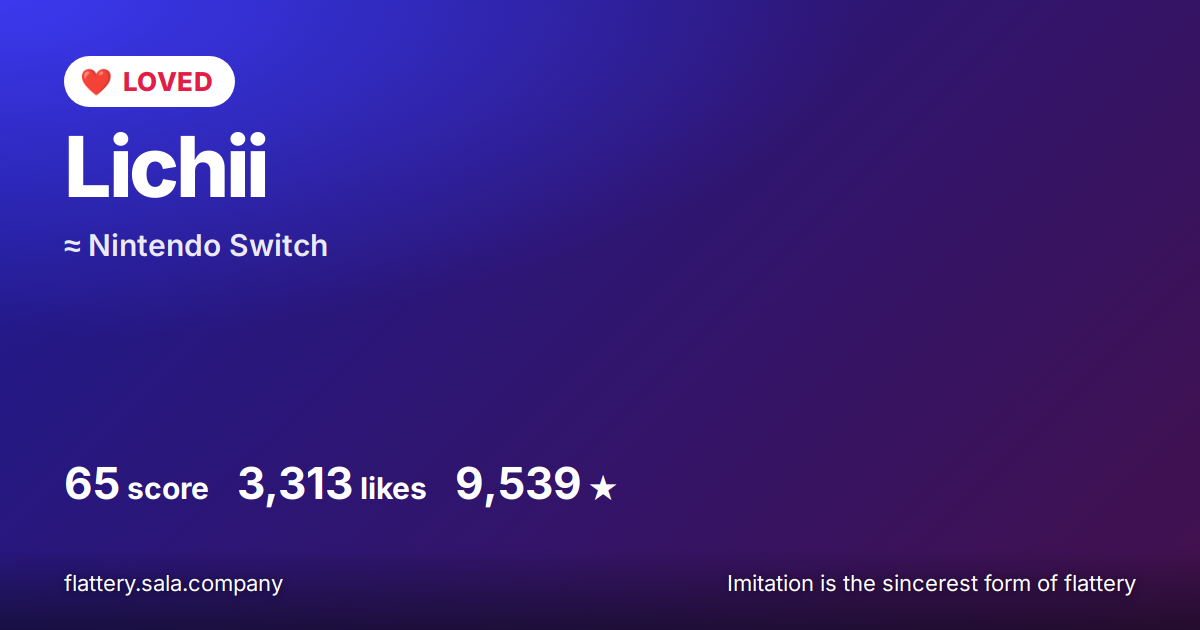 ❤️ LOVED
Lichii
≈ Nintendo Switch
65 score 3,313 likes 9,539 ★
flattery.sala.company
Imitation is the sincerest form of flattery